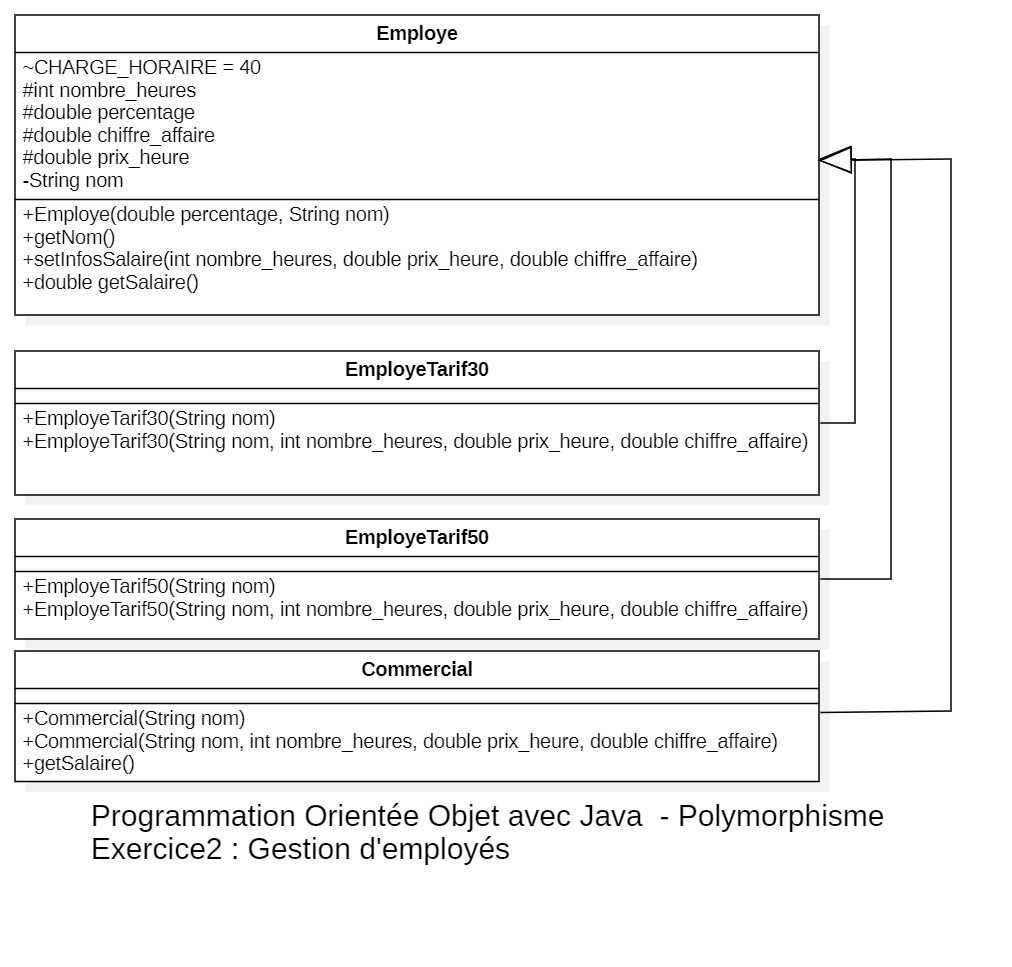 Employe
~CHARGE_HORAIRE = 40
#int nombre_heures
#double percentage
#double chiffre_affaire
#double prix_heure
-String nom
+Employe(double percentage, String nom)
+getNom()
+setInfosSalaire(int nombre_heures, double prix_heure, double chiffre_affaire)
+double getSalaire()
EmployeTarif30
+EmployeTarif30(String nom)
+EmployeTarif30(String nom, int nombre_heures, double prix_heure, double chiffre_affaire)
EmployeTarif50
+EmployeTarif50(String nom)
+EmployeTarif50(String nom, int nombre_heures, double prix_heure, double chiffre_affaire)
Commercial
+Commercial(String nom)
+Commercial(String nom, int nombre_heures, double prix_heure, double chiffre_affaire)
+getSalaire()
Programmation Orientée Objet avec Java  - Polymorphisme
Exercice2 : Gestion d'employés